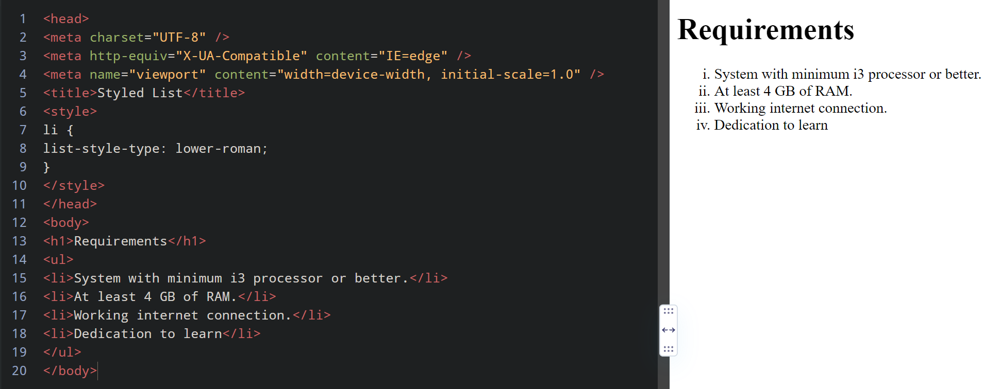 1 <head>
2 <meta charset="UTF-8" />
3 <meta http-equiv="X-UA-Compatible" content="IE=edge" />
4 <meta name="viewport" content="width=device-width, initial-scale=1.0" />
5 <title>Styled List</title>
6 <style>
7 li {
8 list-style-type: lower-roman;
9 }
10 </style>
11 </head>
12 <body>
13 <h1>Requirements</h1>
14 <ul>
15 <li>System with minimum i3 processor or better.</li>
16 <li>At least 4 GB of RAM.</li>
17 <li>Working internet connection.</li>
18 <li>Dedication to learn</li>
19 </ul>
20 </body>
Requirements
i. System with minimum i3 processor or better.
ii. At least 4 GB of RAM.
iii. Working internet connection.
iv. Dedication to learn